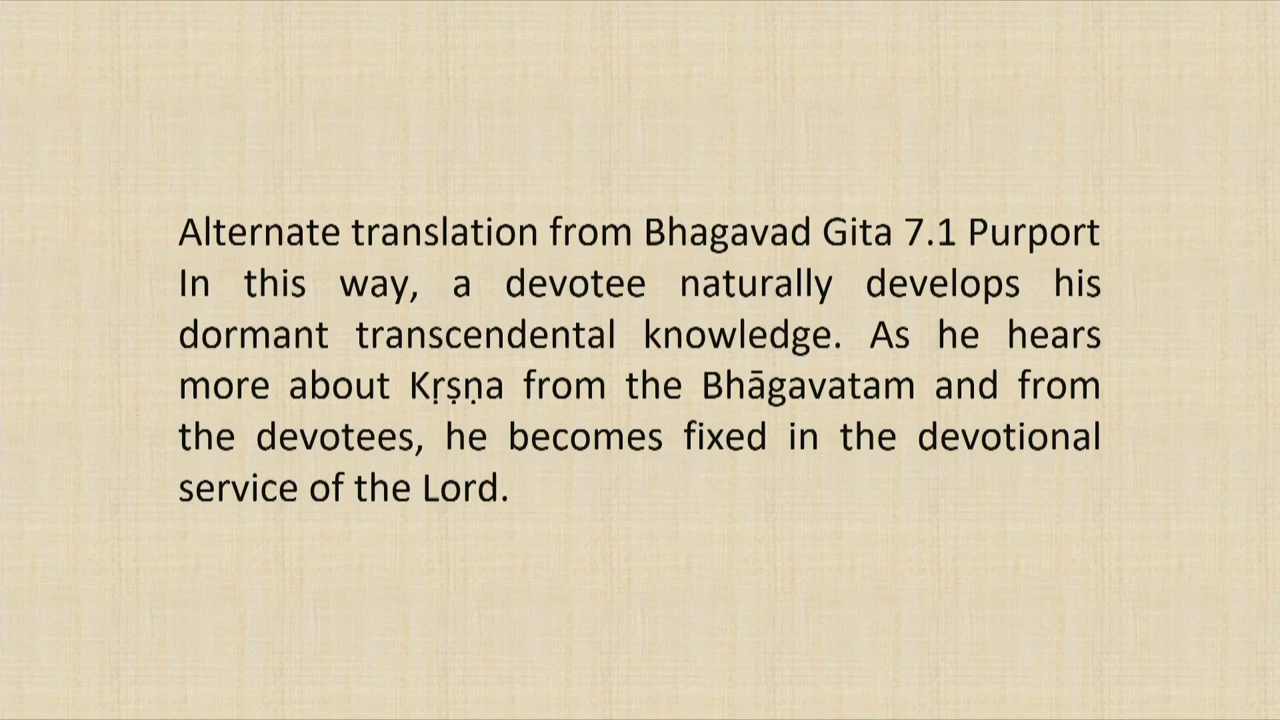 Alternate translation from Bhagavad Gita 7.1 Purport
In this way, a devotee naturally develops his
dormant transcendental knowledge. As he hears
more about Kṛṣṇa from the Bhāgavatam and from
the devotees, he becomes fixed in the devotional
service of the Lord.